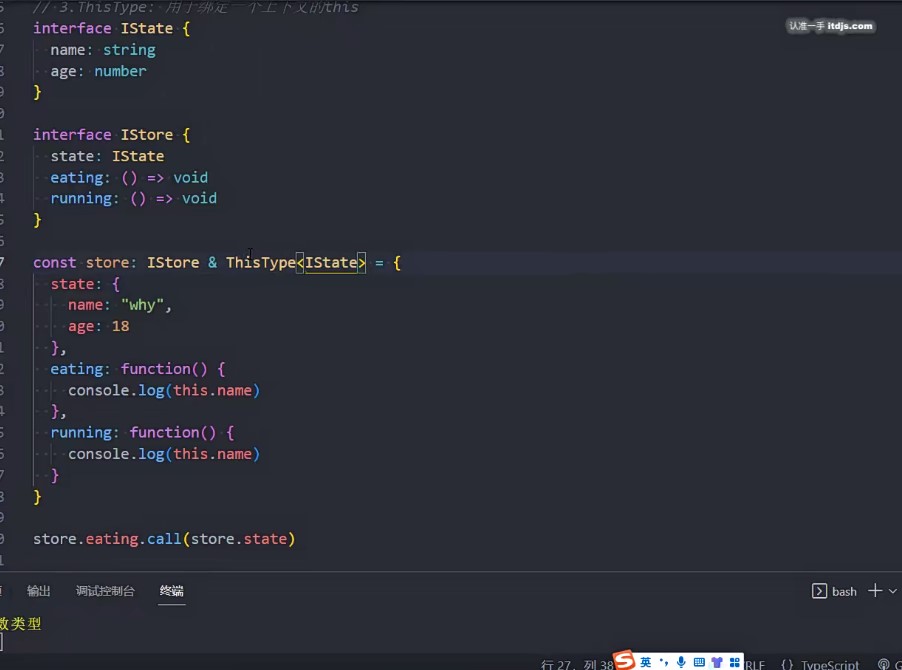 // 3.ThisType: 用于绑定一个上下文的this
interface IState {
  name: string
  age: number
}
认准一手 itdjs.com
interface IStore {
  state: IState
  eating: () => void
  running: () => void
}
const store: IStore & ThisType<IState> = {
  state: {
    name: "why",
    age: 18
  },
  eating: function() {
    console.log(this.name)
  },
  running: function() {
    console.log(this.name)
  }
}
store.eating.call(store.state)
输出 调试控制台 终端 bash
数类型
行 27, 列 38 英 RLF {} TypeScript